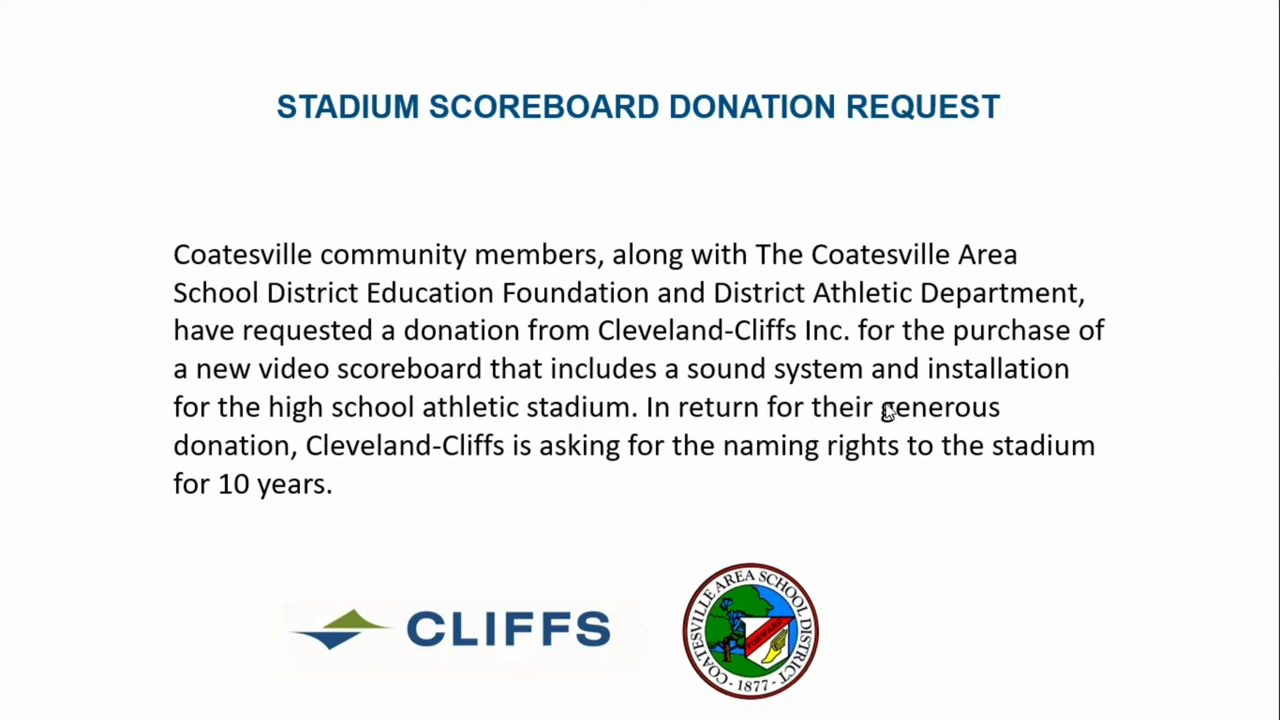 STADIUM SCOREBOARD DONATION REQUEST
Coatesville community members, along with The Coatesville Area
School District Education Foundation and District Athletic Department,
have requested a donation from Cleveland-Cliffs Inc. for the purchase of
a new video scoreboard that includes a sound system and installation
for the high school athletic stadium. In return for their generous
donation, Cleveland-Cliffs is asking for the naming rights to the stadium
for 10 years.
CLIFFS
COATESVILLE AREA SCHOOL DISTRICT
FORWARD
- 1877 -